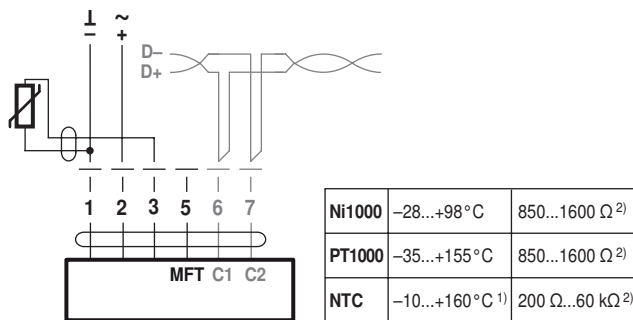 ⊥ ~
– +
D–
D+
1 2 3 5 6 7
MFT C1 C2
Ni1000 –28...+98°C 850...1600 Ω 2)
PT1000 –35...+155°C 850...1600 Ω 2)
NTC –10...+160°C 1) 200 Ω...60 kΩ 2)